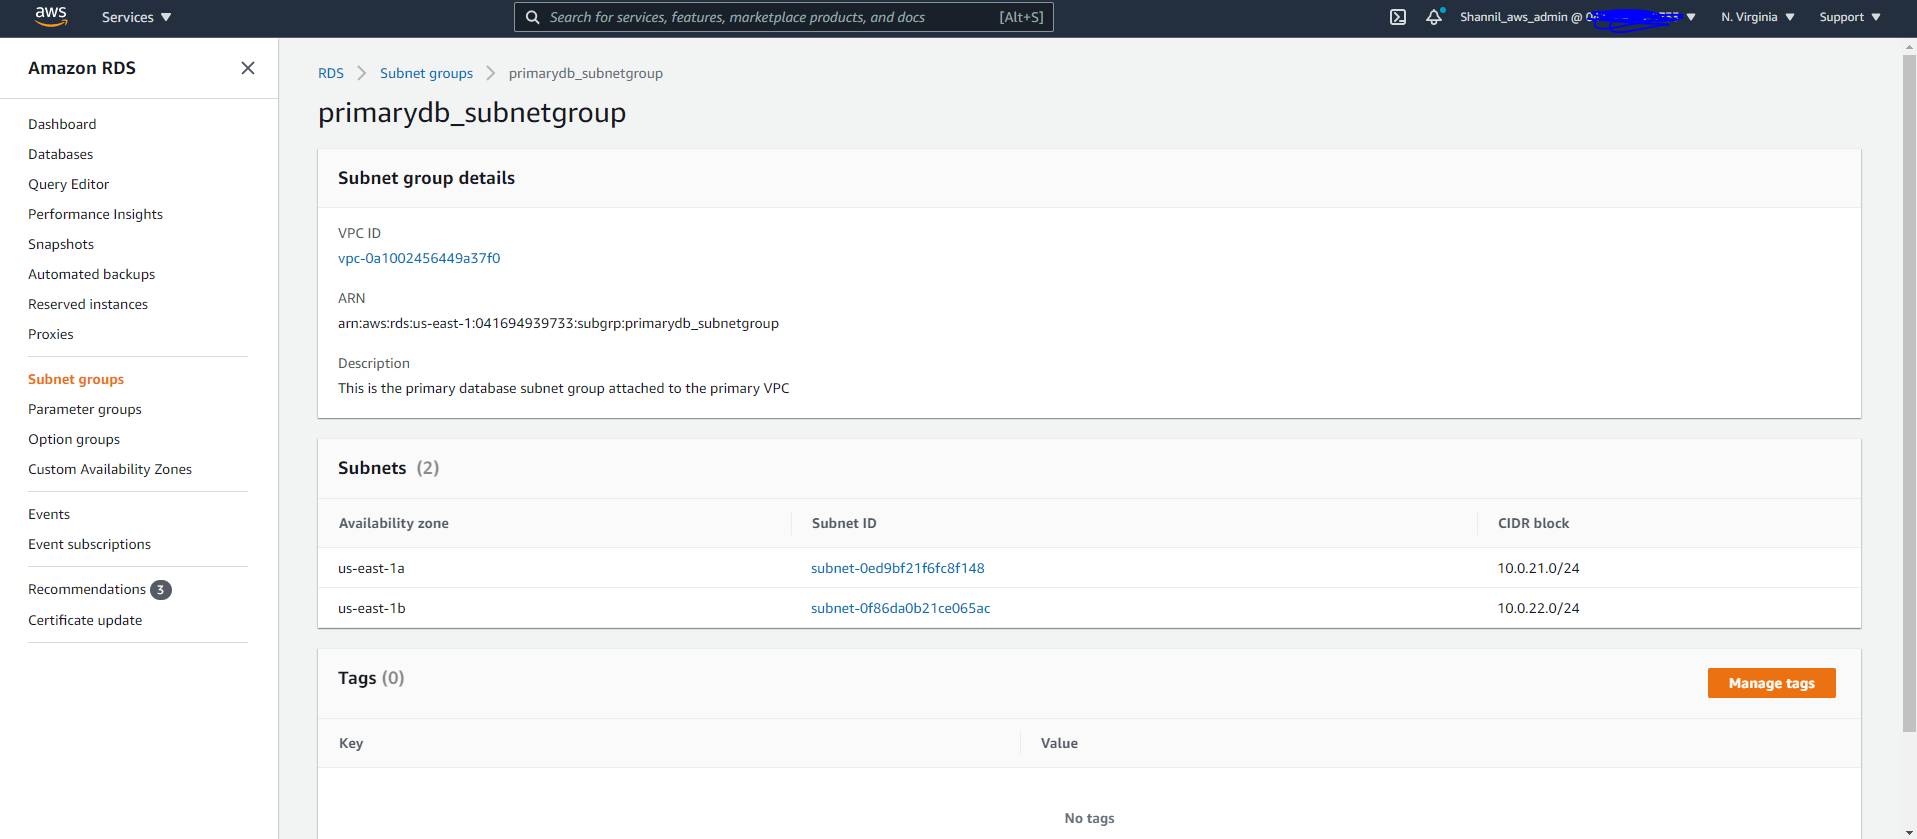 aws Services Search for services, features, marketplace products, and docs [Alt+S] Shannil_aws_admin @ N. Virginia Support
Amazon RDS
Dashboard
Databases
Query Editor
Performance Insights
Snapshots
Automated backups
Reserved instances
Proxies
Subnet groups
Parameter groups
Option groups
Custom Availability Zones
Events
Event subscriptions
Recommendations 3
Certificate update
RDS Subnet groups primarydb_subnetgroup
primarydb_subnetgroup
Subnet group details
VPC ID
vpc-0a1002456449a37f0
ARN
arn:aws:rds:us-east-1:041694939733:subgrp:primarydb_subnetgroup
Description
This is the primary database subnet group attached to the primary VPC
Subnets (2)
Availability zone Subnet ID CIDR block
us-east-1a subnet-0ed9bf21f6fc8f148 10.0.21.0/24
us-east-1b subnet-0f86da0b21ce065ac 10.0.22.0/24
Tags (0) Manage tags
Key Value
No tags